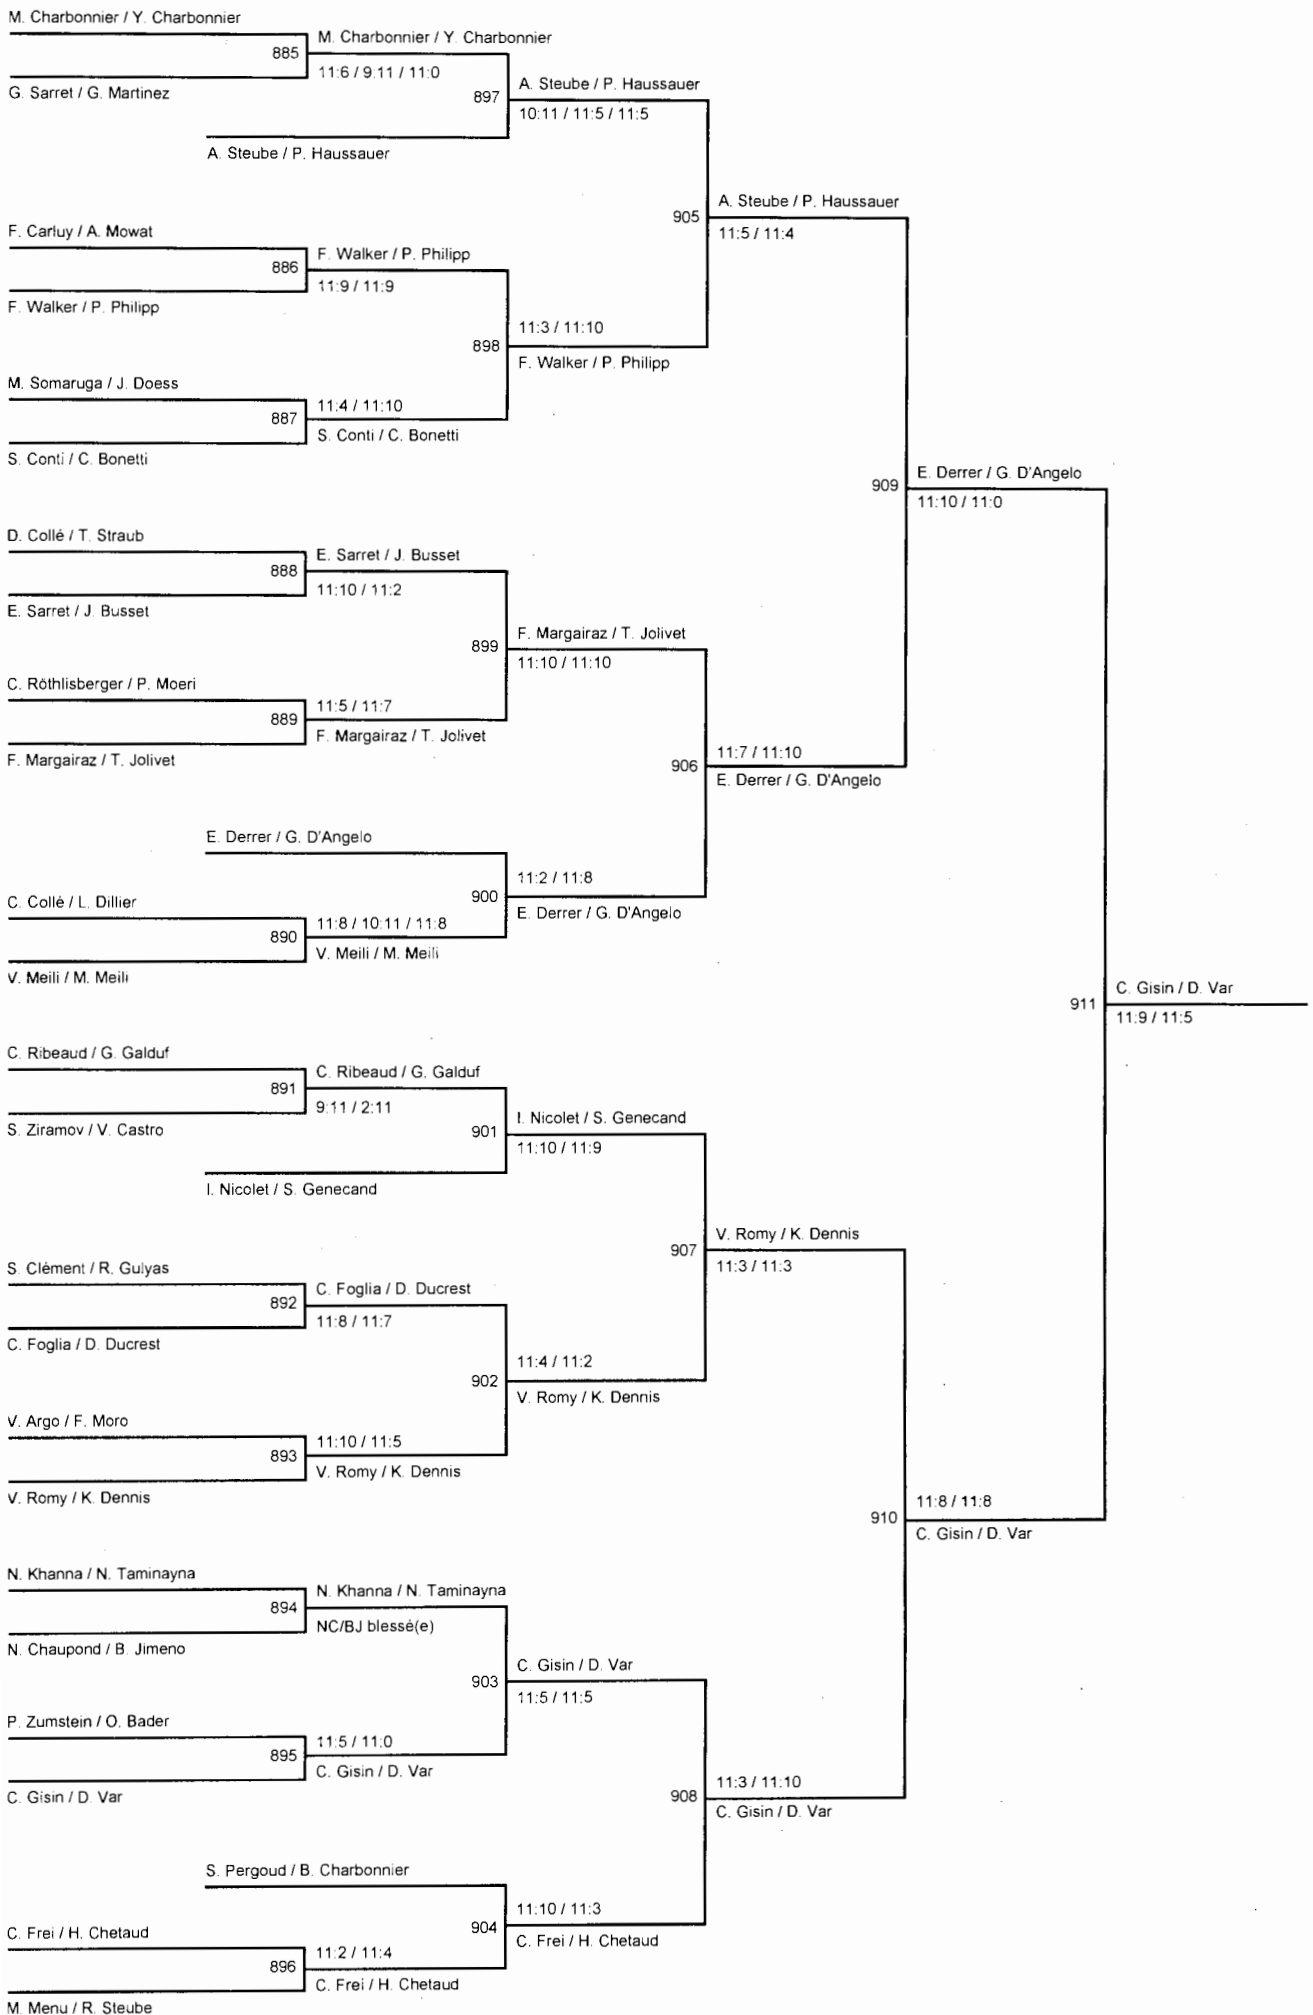 M. Charbonnier / Y. Charbonnier
885
G. Sarret / G. Martinez
M. Charbonnier / Y. Charbonnier
11:6 / 9:11 / 11:0
897
A. Steube / P. Haussauer
A. Steube / P. Haussauer
10:11 / 11:5 / 11:5
905
A. Steube / P. Haussauer
11:5 / 11:4
F. Carluy / A. Mowat
886
F. Walker / P. Philipp
F. Walker / P. Philipp
11:9 / 11:9
898
11:3 / 11:10
F. Walker / P. Philipp
M. Somaruga / J. Doess
887
S. Conti / C. Bonetti
11:4 / 11:10
S. Conti / C. Bonetti
909
E. Derrer / G. D'Angelo
11:10 / 11:0
D. Collé / T. Straub
888
E. Sarret / J. Busset
E. Sarret / J. Busset
11:10 / 11:2
899
F. Margairaz / T. Jolivet
11:10 / 11:10
C. Röthlisberger / P. Moeri
889
F. Margairaz / T. Jolivet
11:5 / 11:7
F. Margairaz / T. Jolivet
906
11:7 / 11:10
E. Derrer / G. D'Angelo
E. Derrer / G. D'Angelo
900
11:2 / 11:8
E. Derrer / G. D'Angelo
C. Collé / L. Dillier
890
V. Meili / M. Meili
11:8 / 10:11 / 11:8
V. Meili / M. Meili
911
C. Gisin / D. Var
11:9 / 11:5
C. Ribeaud / G. Galduf
891
S. Ziramov / V. Castro
C. Ribeaud / G. Galduf
9:11 / 2:11
901
I. Nicolet / S. Genecand
I. Nicolet / S. Genecand
11:10 / 11:9
907
V. Romy / K. Dennis
11:3 / 11:3
S. Clément / R. Gulyas
892
C. Foglia / D. Ducrest
C. Foglia / D. Ducrest
11:8 / 11:7
902
11:4 / 11:2
V. Romy / K. Dennis
V. Argo / F. Moro
893
V. Romy / K. Dennis
11:10 / 11:5
V. Romy / K. Dennis
910
11:8 / 11:8
C. Gisin / D. Var
N. Khanna / N. Taminayna
894
N. Chaupond / B. Jimeno
N. Khanna / N. Taminayna
NC/BJ blessé(e)
903
C. Gisin / D. Var
11:5 / 11:5
P. Zumstein / O. Bader
895
C. Gisin / D. Var
11:5 / 11:0
C. Gisin / D. Var
908
11:3 / 11:10
C. Gisin / D. Var
S. Pergoud / B. Charbonnier
904
11:10 / 11:3
C. Frei / H. Chetaud
C. Frei / H. Chetaud
896
M. Menu / R. Steube
11:2 / 11:4
C. Frei / H. Chetaud